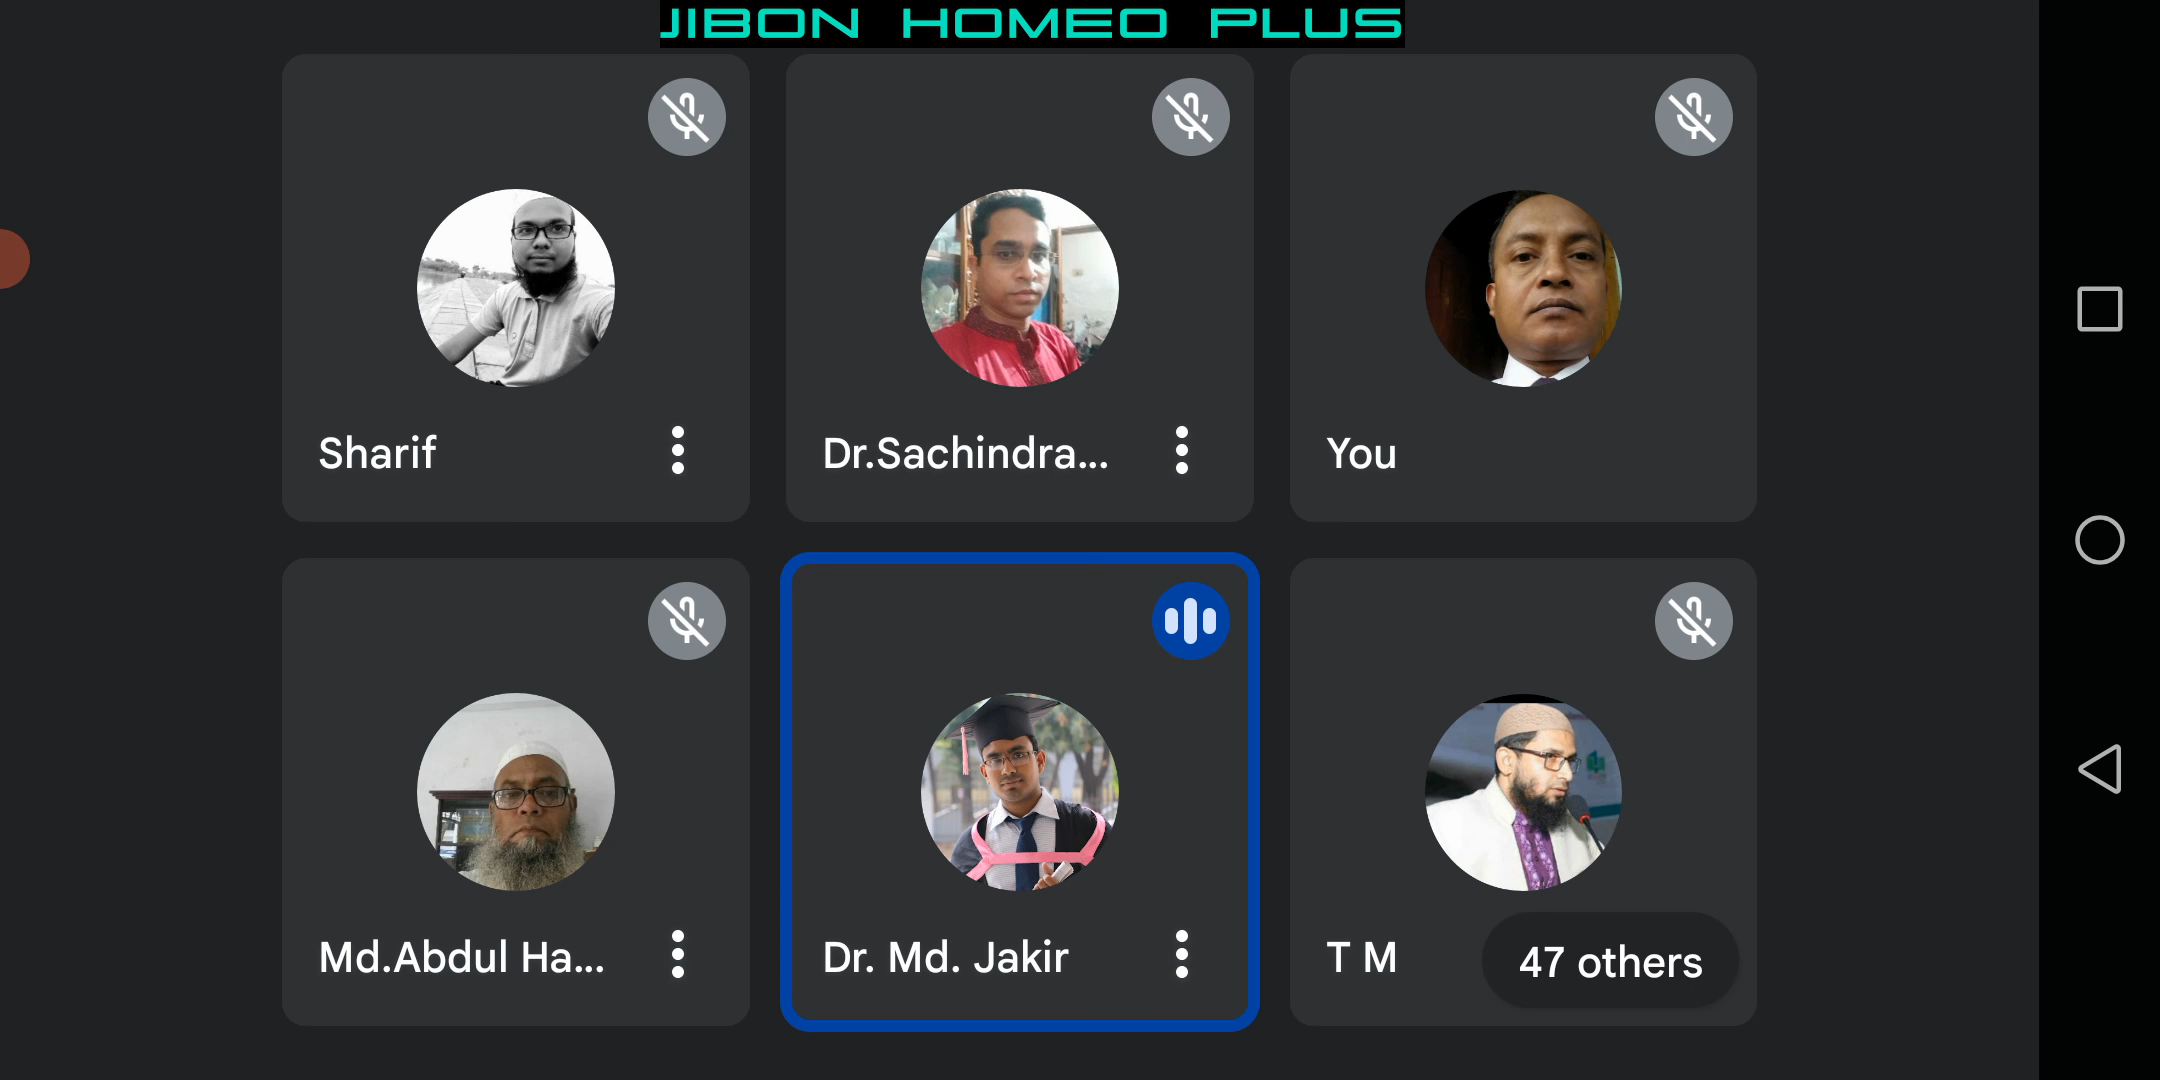 JIBON HOMEO PLUS
Sharif
Dr.Sachindra...
You
Md.Abdul Ha...
Dr. Md. Jakir
T M
47 others